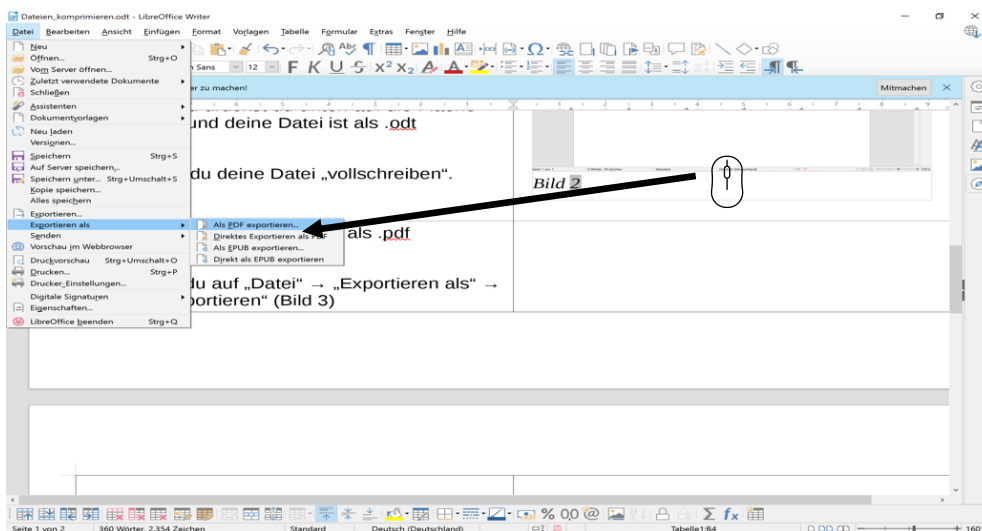 Dateien_komprimieren.odt - LibreOffice Writer
Datei Bearbeiten Ansicht Einfügen Format Vorlagen Tabelle Formular Extras Fenster Hilfe
Neu
Öffnen... Strg+O
Vom Server öffnen...
Zuletzt verwendete Dokumente
Schließen
Assistenten
Dokumentvorlagen
Neu laden
Versionen...
Speichern Strg+S
Auf Server speichern...
Speichern unter... Strg+Umschalt+S
Kopie speichern...
Alles speichern
Exportieren...
Exportieren als
Senden
Vorschau im Webbrowser
Druckvorschau Strg+Umschalt+O
Drucken... Strg+P
Drucker-Einstellungen...
Digitale Signaturen
Eigenschaften...
LibreOffice beenden Strg+Q
Als PDF exportieren...
Direktes Exportieren als PDF
Als EPUB exportieren...
Direkt als EPUB exportieren
Sans 12
er zu machen! Mitmachen
und deine Datei ist als .odt
du deine Datei „vollschreiben“.
Bild 2
als .pdf
du auf „Datei“ → „Exportieren als“ →
portieren“ (Bild 3)
Seite 1 von 2 360 Wörter, 2.354 Zeichen Standard Deutsch (Deutschland) Tabelle1:B4 160